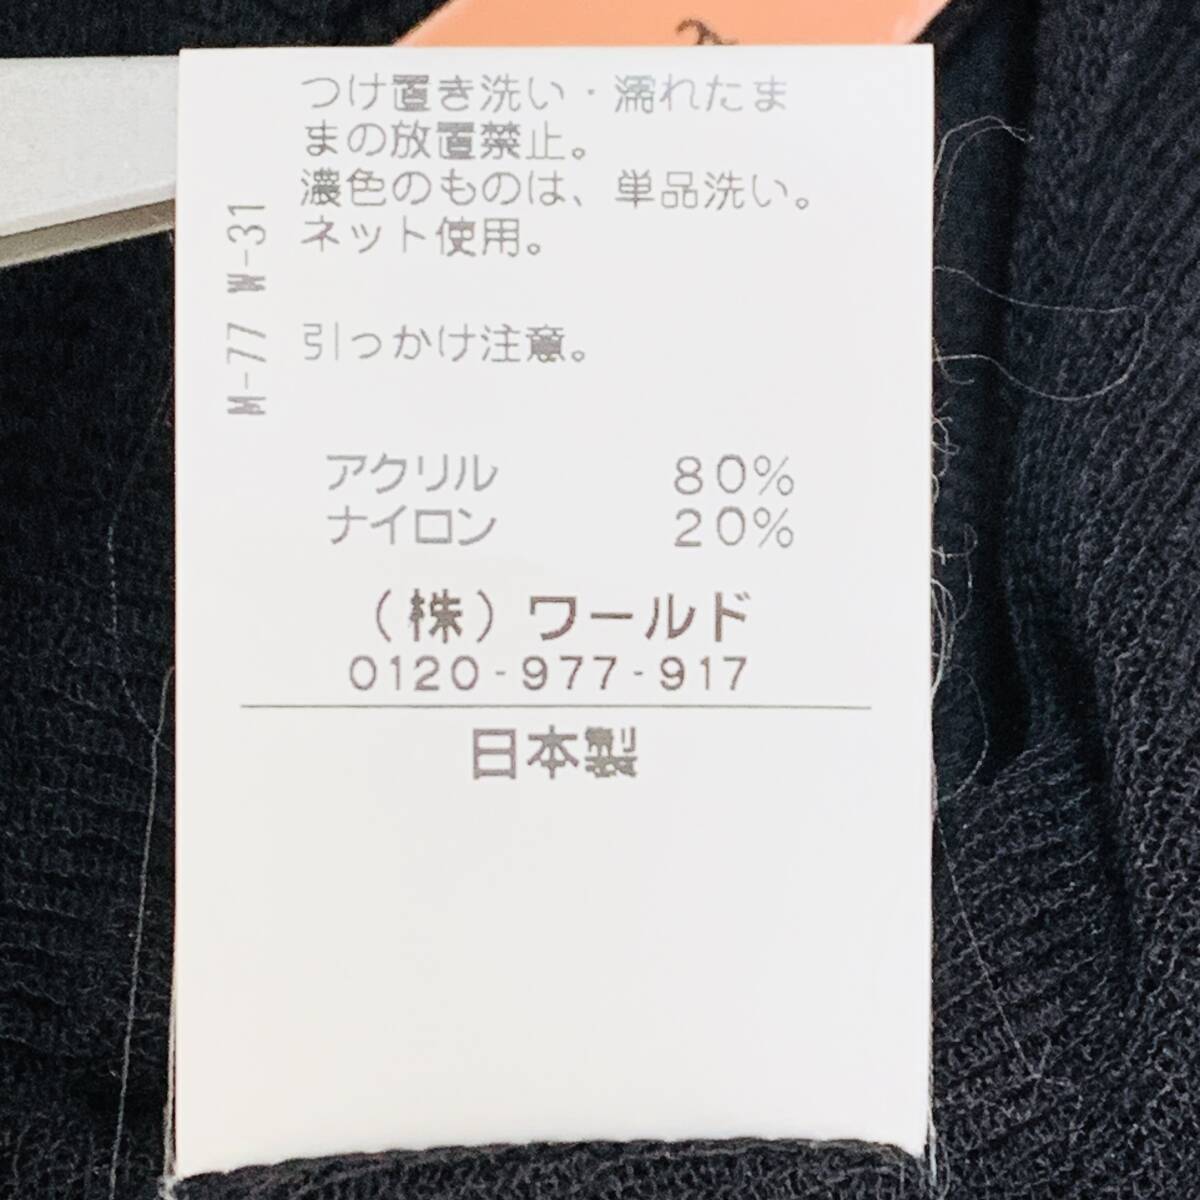 つけ置き洗い・濡れたま
まの放置禁止。
濃色のものは、単品洗い。
ネット使用。
引っかけ注意。
M-77 W-31
アクリル 80%
ナイロン 20%
(株)ワールド
0120-977-917
日本製